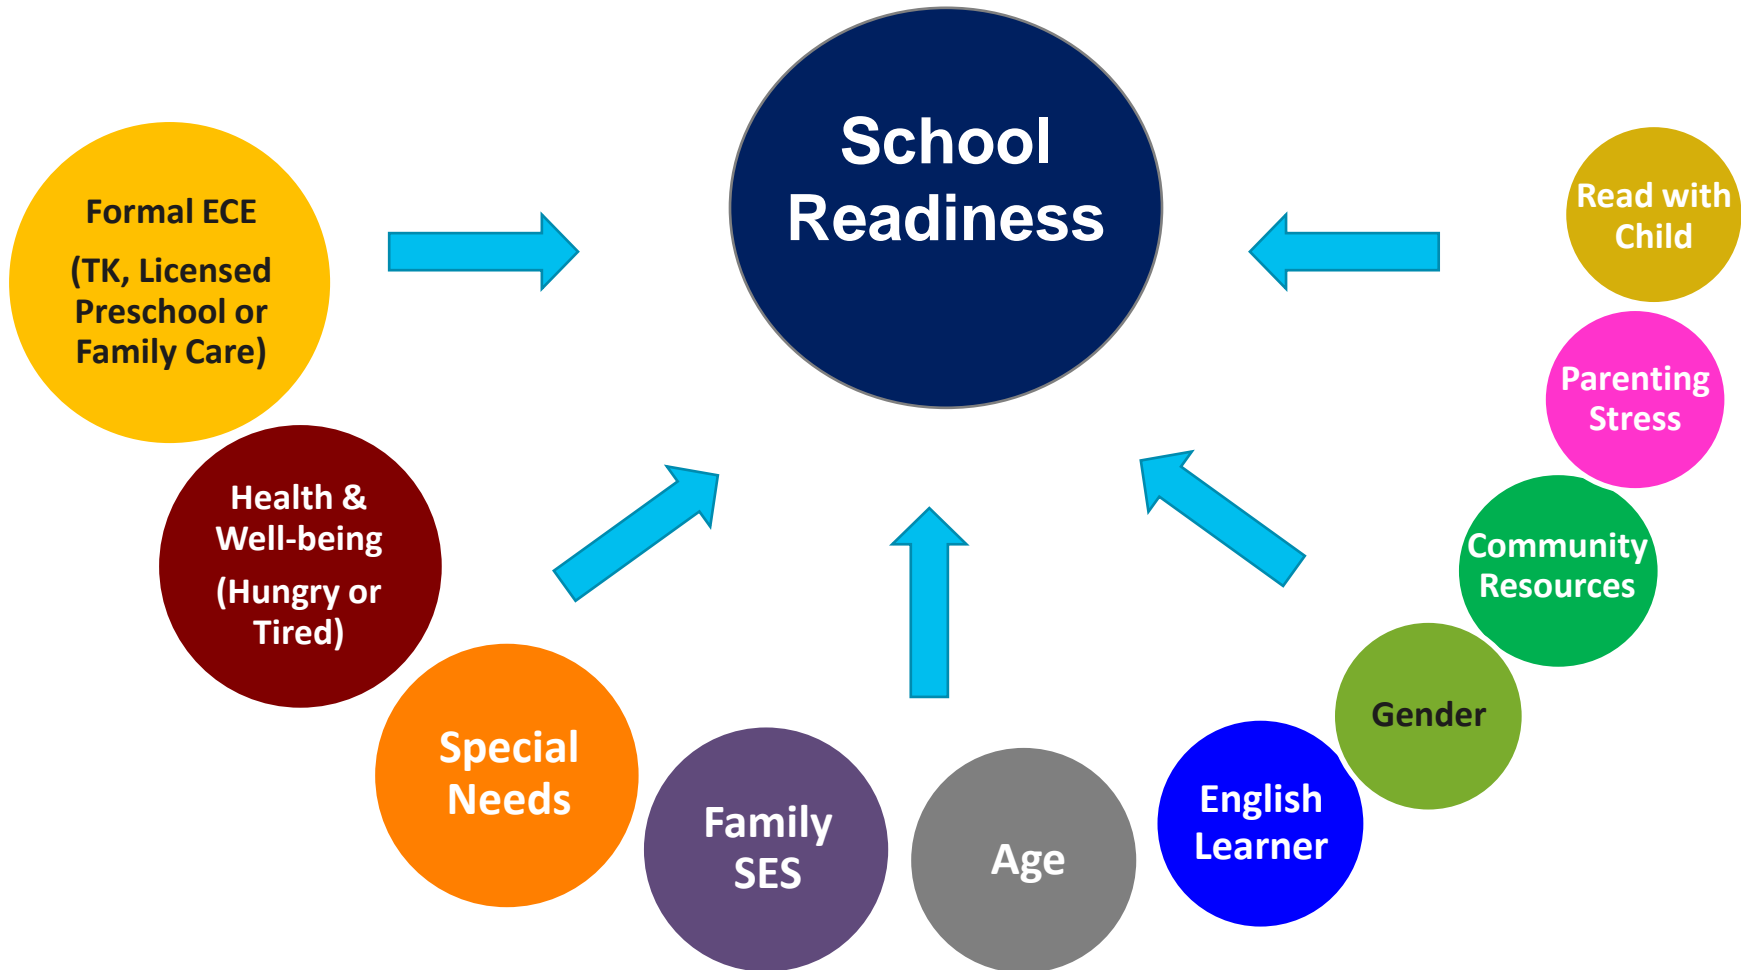 School
Readiness
Formal ECE
(TK, Licensed
Preschool or
Family Care)
Health &
Well-being
(Hungry or
Tired)
Special
Needs
Family
SES
Age
English
Learner
Gender
Community
Resources
Parenting
Stress
Read with
Child